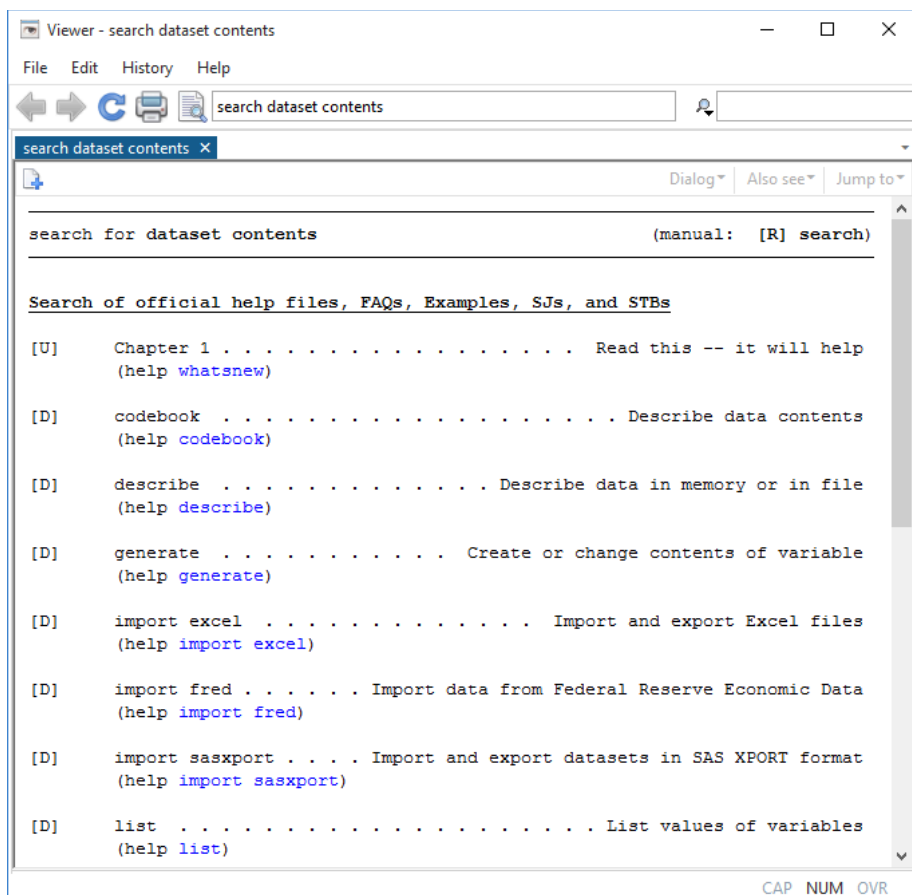 Viewer - search dataset contents
File Edit History Help
search dataset contents
search dataset contents ×
Dialog Also see Jump to
search for dataset contents (manual: [R] search)
Search of official help files, FAQs, Examples, SJs, and STBs
[U] Chapter 1 . . . . . . . . . . . . . . . . . . Read this -- it will help
(help whatsnew)
[D] codebook . . . . . . . . . . . . . . . . . . . . Describe data contents
(help codebook)
[D] describe . . . . . . . . . . . . . . Describe data in memory or in file
(help describe)
[D] generate . . . . . . . . . . . . Create or change contents of variable
(help generate)
[D] import excel . . . . . . . . . . . . . . Import and export Excel files
(help import excel)
[D] import fred . . . . . . Import data from Federal Reserve Economic Data
(help import fred)
[D] import sasxport . . . . Import and export datasets in SAS XPORT format
(help import sasxport)
[D] list . . . . . . . . . . . . . . . . . . . . . . List values of variables
(help list)
CAP NUM OVR